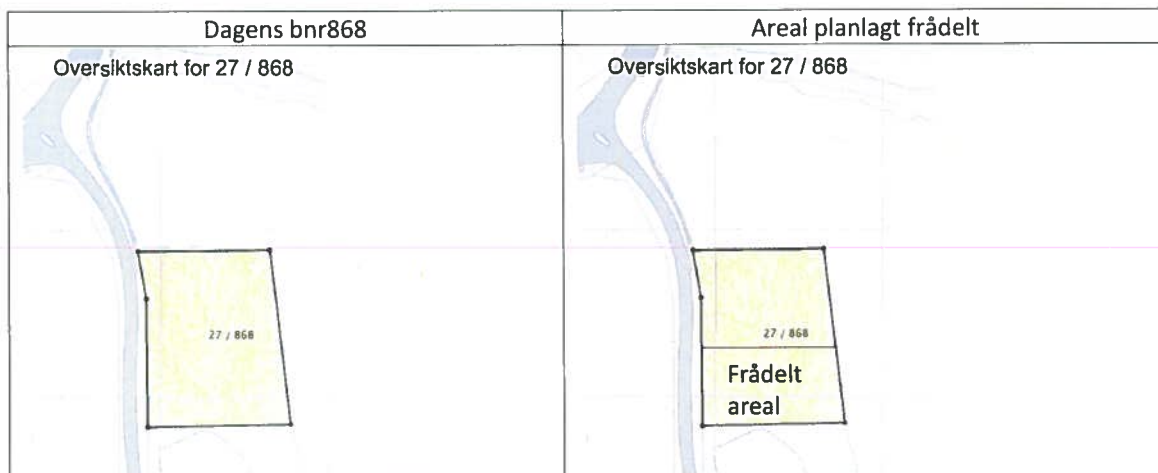 Dagens bnr868
Areal planlagt frådelt
Oversiktskart for 27 / 868
Oversiktskart for 27 / 868
27 / 868
27 / 868
Frådelt
areal